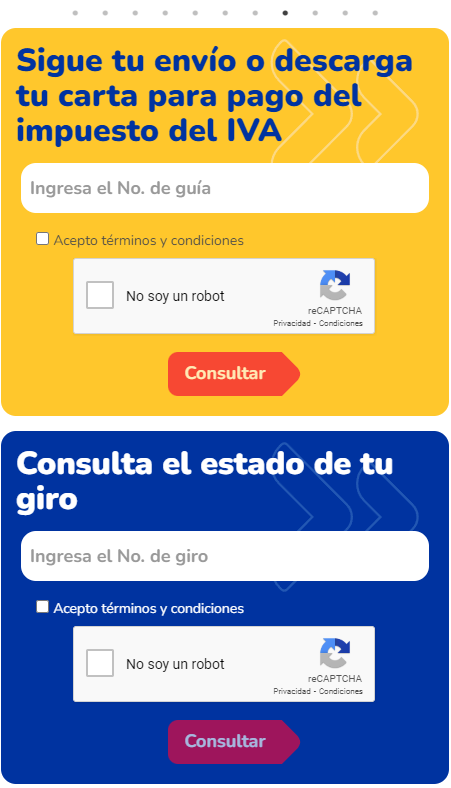 Sigue tu envío o descarga
tu carta para pago del
impuesto del IVA
Ingresa el No. de guía
Acepto términos y condiciones
No soy un robot
reCAPTCHA
Privacidad - Condiciones
Consultar
Consulta el estado de tu
giro
Ingresa el No. de giro
Acepto términos y condiciones
No soy un robot
reCAPTCHA
Privacidad - Condiciones
Consultar